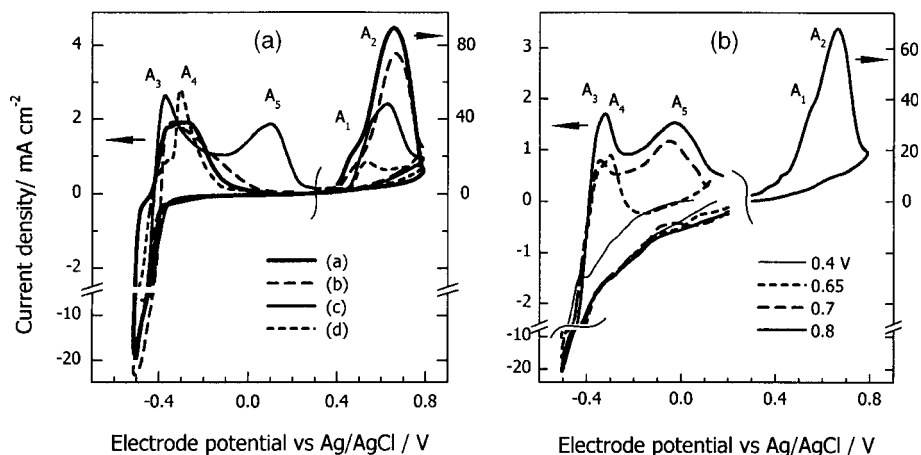 (a)
A3
A4
A5
A1
A2
4
2
0
2
-10
-20
80
40
0
-0.4
0.0
0.4
0.8
(a)
(b)
(c)
(d)
Current density/ mA cm-2
Electrode potential vs Ag/AgCl / V
(b)
A3
A4
A5
A1
A2
3
2
1
0
-1
-2
-10
-20
60
40
20
0
-0.4
0.0
0.4
0.8
0.4 V
0.65
0.7
0.8
Electrode potential vs Ag/AgCl / V